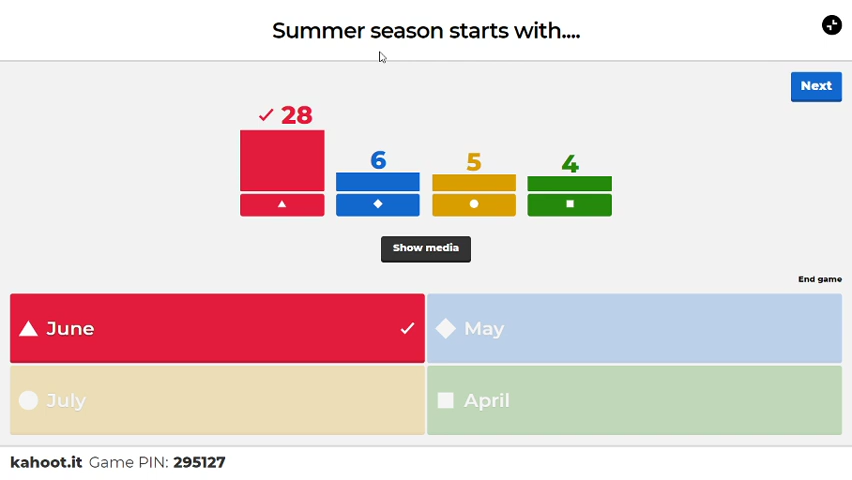 Summer season starts with....
Next
28
6
5
4
Show media
End game
June
May
July
April
kahoot.it Game PIN: 295127